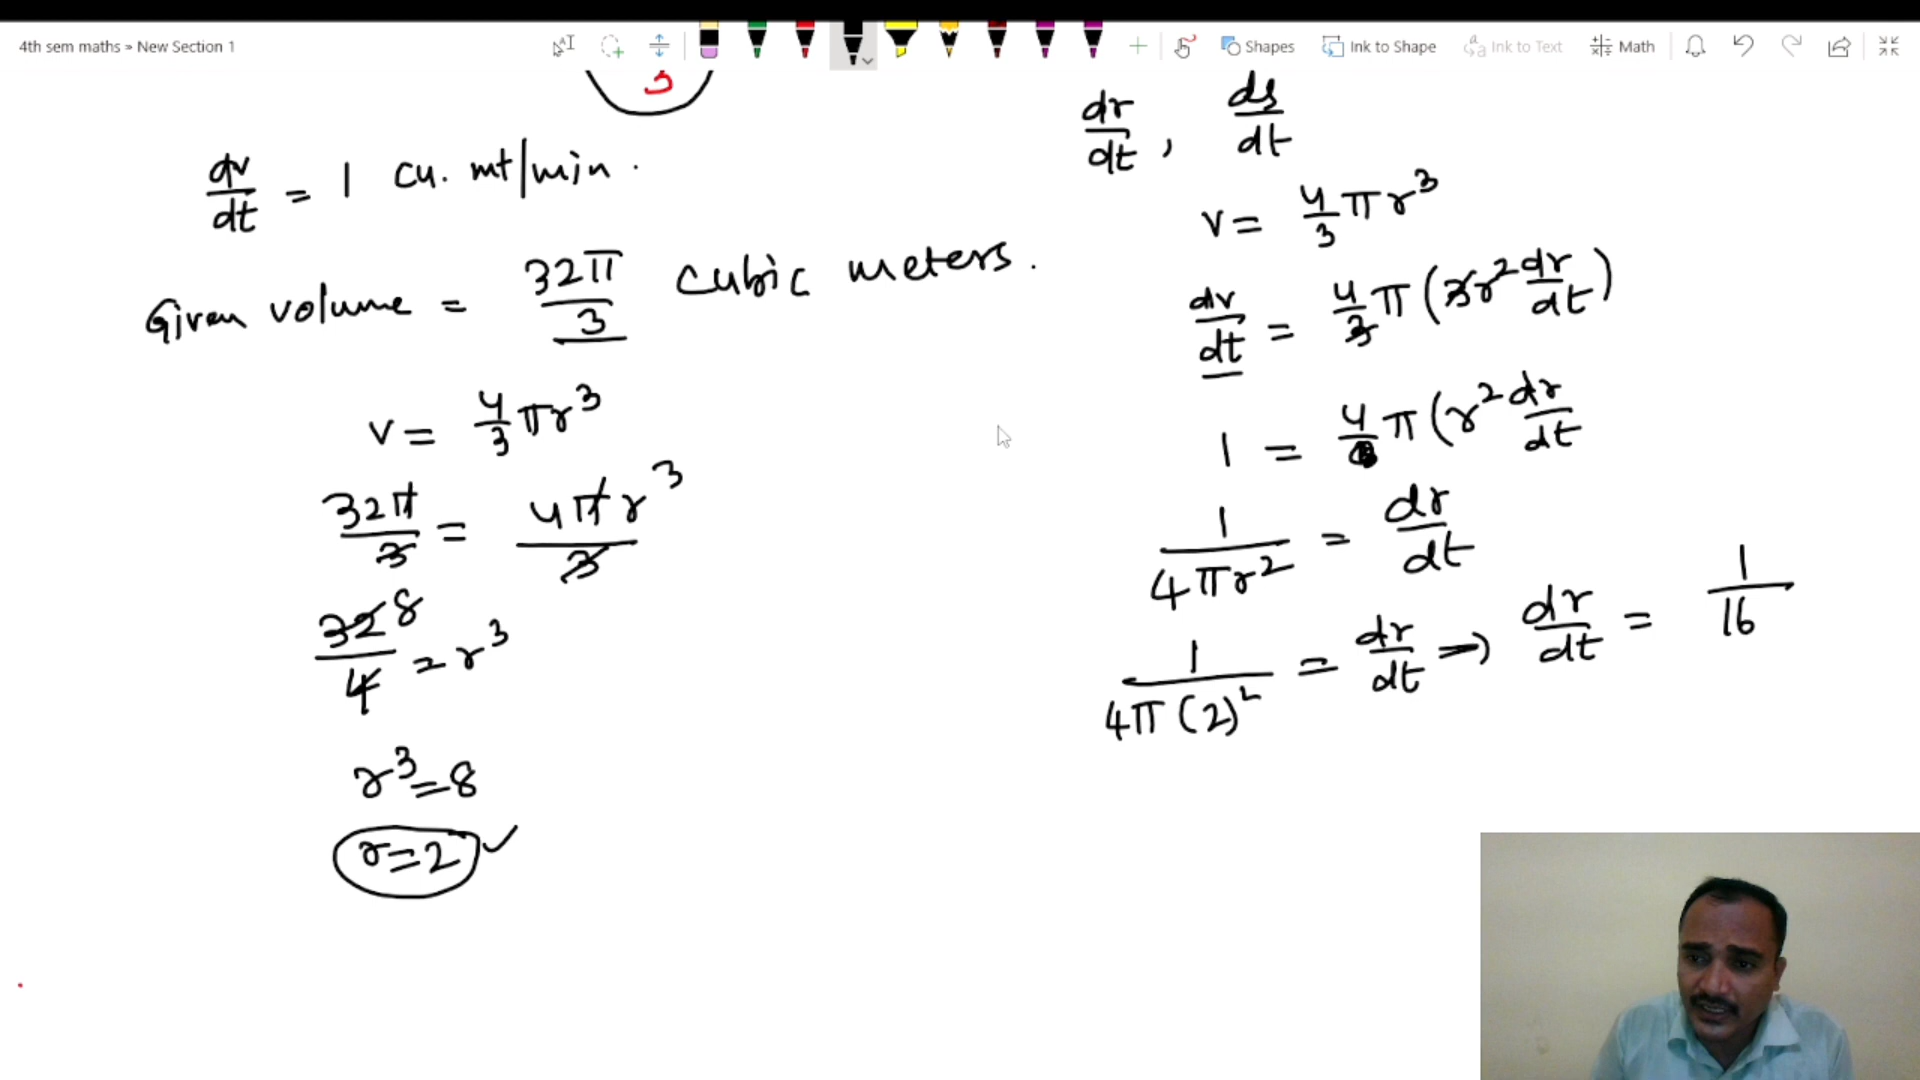 4th sem maths » New Section 1
Shapes
Ink to Shape
Ink to Text
Math
3
dv/dt = 1 cu. mt/min.
Given volume = 32π/3 cubic meters.
v = 4/3 πr³
32π/3 = 4πr³/3
32 8/4 = r³
r³ = 8
r = 2 ✓
dr/dt , ds/dt
v = 4/3 πr³
dv/dt = 4/3 π(3r² dr/dt)
1 = 4π(r² dr/dt
1/4πr² = dr/dt
1/4π(2)² = dr/dt ⇒ dr/dt = 1/16